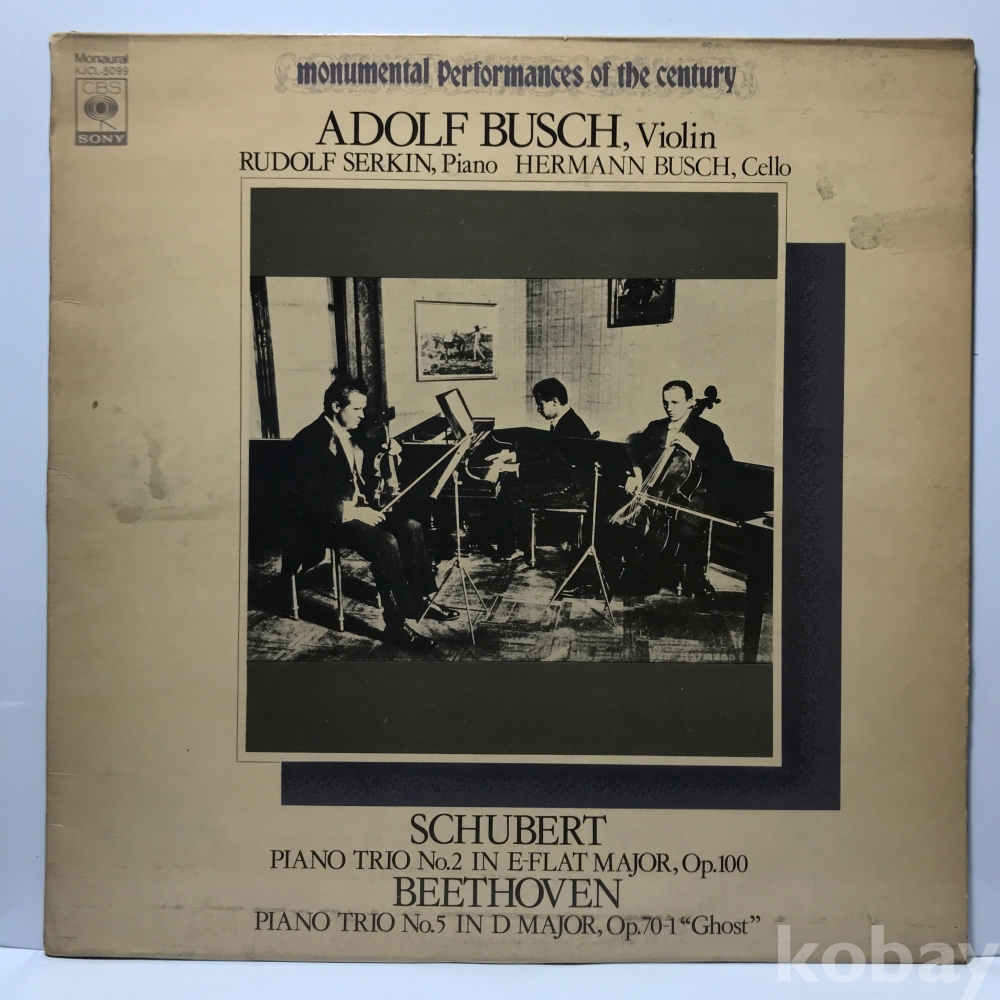 Monaural
KJCL-5099
CBS
SONY
monumental Performances of the century
ADOLF BUSCH, Violin
RUDOLF SERKIN, Piano HERMANN BUSCH, Cello
SCHUBERT
PIANO TRIO No.2 IN E-FLAT MAJOR, Op.100
BEETHOVEN
PIANO TRIO No.5 IN D MAJOR, Op.70-1 “Ghost”
kobay